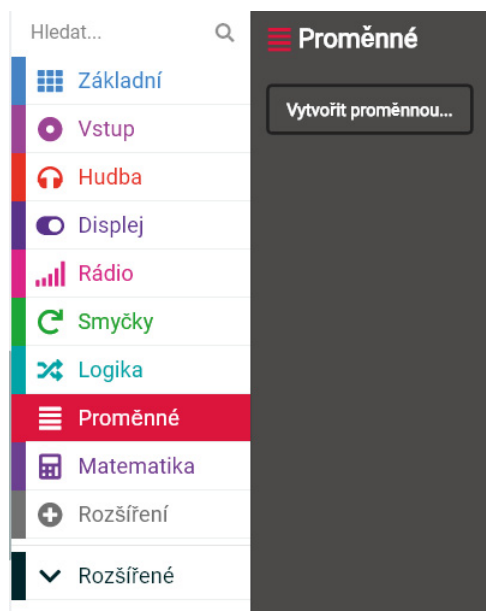 Hledat...
Základní
Vstup
Hudba
Displej
Rádio
Smyčky
Logika
Proměnné
Matematika
Rozšíření
Rozšířené
Proměnné
Vytvořit proměnnou...